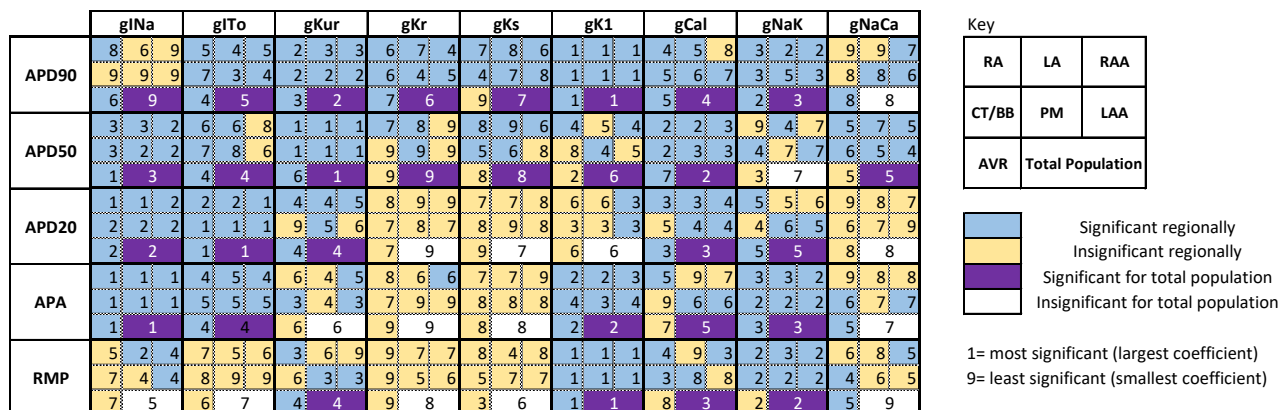 gINa gITo gKur gKr gKs gK1 gCal gNaK gNaCa Key
8 6 9 5 4 5 2 3 3 6 7 4 7 8 6 1 1 1 4 5 8 3 2 2 9 9 7
APD90 9 9 9 7 3 4 2 2 2 6 4 5 4 7 8 1 1 1 5 6 7 3 5 3 8 8 6
6 9 4 5 3 2 7 6 9 7 1 1 5 4 2 3 8 8
3 3 2 6 6 8 1 1 1 7 8 9 8 9 6 4 5 4 2 2 3 9 4 7 5 7 5
APD50 3 2 2 7 8 6 1 1 1 9 9 9 5 6 8 8 4 5 2 3 3 4 7 7 6 5 4
1 3 4 4 6 1 9 9 8 8 2 6 7 2 3 7 5 5
1 1 2 2 2 1 4 4 5 8 9 9 7 7 8 6 6 3 3 3 4 5 5 6 9 8 7
APD20 2 2 2 1 1 1 9 5 6 7 8 7 8 9 8 3 3 3 5 4 4 4 6 5 6 7 9
2 2 1 1 4 4 7 9 9 7 6 6 3 3 5 5 8 8
1 1 1 4 5 4 6 4 5 8 6 6 7 7 9 2 2 3 5 9 7 3 3 2 9 8 8
APA 1 1 1 5 5 5 3 4 3 7 9 9 8 8 8 4 3 4 9 6 6 2 2 2 6 7 7
1 1 4 4 6 6 9 9 8 8 2 2 7 5 3 3 5 7
5 2 4 7 5 6 3 6 9 9 7 7 8 4 8 1 1 1 4 9 3 2 3 2 6 8 5
RMP 7 4 4 8 9 9 6 3 3 9 5 6 5 7 7 1 1 1 3 8 8 2 2 2 4 6 5
7 5 6 7 4 4 9 8 3 6 1 1 8 3 2 2 5 9
RA LA RAA
CT/BB PM LAA
AVR Total Population
Significant regionally
Insignificant regionally
Significant for total population
Insignificant for total population
1= most significant (largest coefficient)
9= least significant (smallest coefficient)